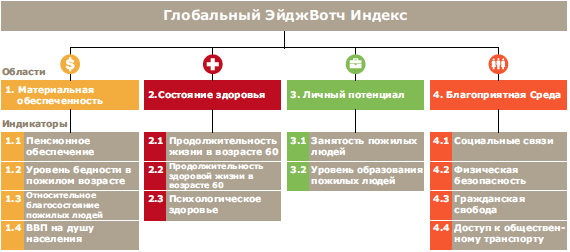 Глобальный ЭйджВотч Индекс
$
Области
1. Материальная
обеспеченность
2.Состояние здоровья
3. Личный потенциал
4. Благоприятная Среда
Индикаторы
1.1 Пенсионное
обеспечение
1.2 Уровень бедности в
пожилом возрасте
1.3 Относительное
благосостояние
пожилых людей
1.4 ВВП на душу
населения
2.1 Продолжительность
жизни в возрасте 60
2.2 Продолжительность
здоровой жизни в
возрасте 60
2.3 Психологическое
здоровье
3.1 Занятость пожилых
людей
3.2 Уровень образования
пожилых людей
4.1 Социальные связи
4.2 Физическая
безопасность
4.3 Гражданская
свобода
4.4 Доступ к обществен-
ному транспорту